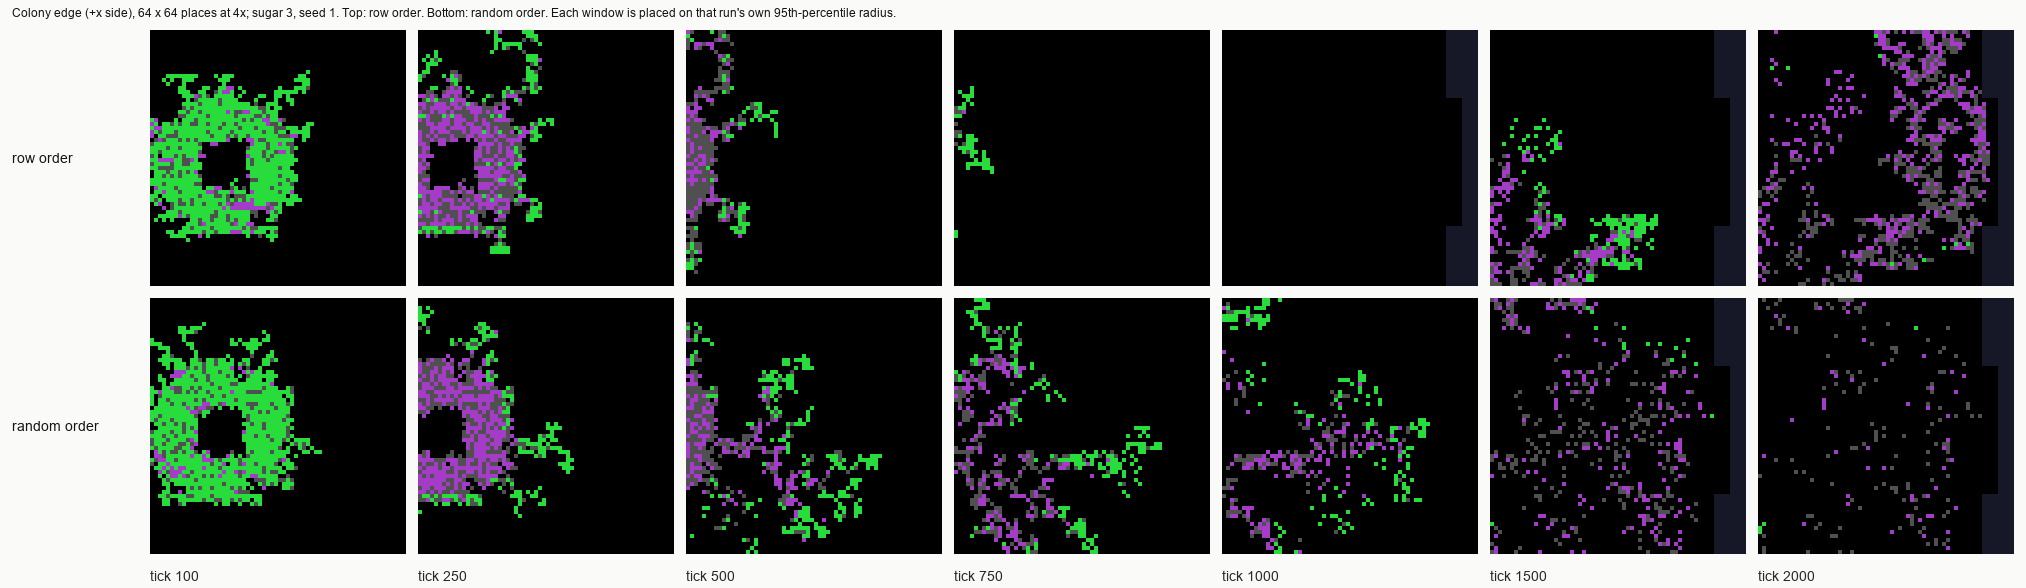 Colony edge (+x side), 64 x 64 places at 4x; sugar 3, seed 1. Top: row order. Bottom: random order. Each window is placed on that run's own 95th-percentile radius.
row order
random order
tick 100 tick 250 tick 500 tick 750 tick 1000 tick 1500 tick 2000